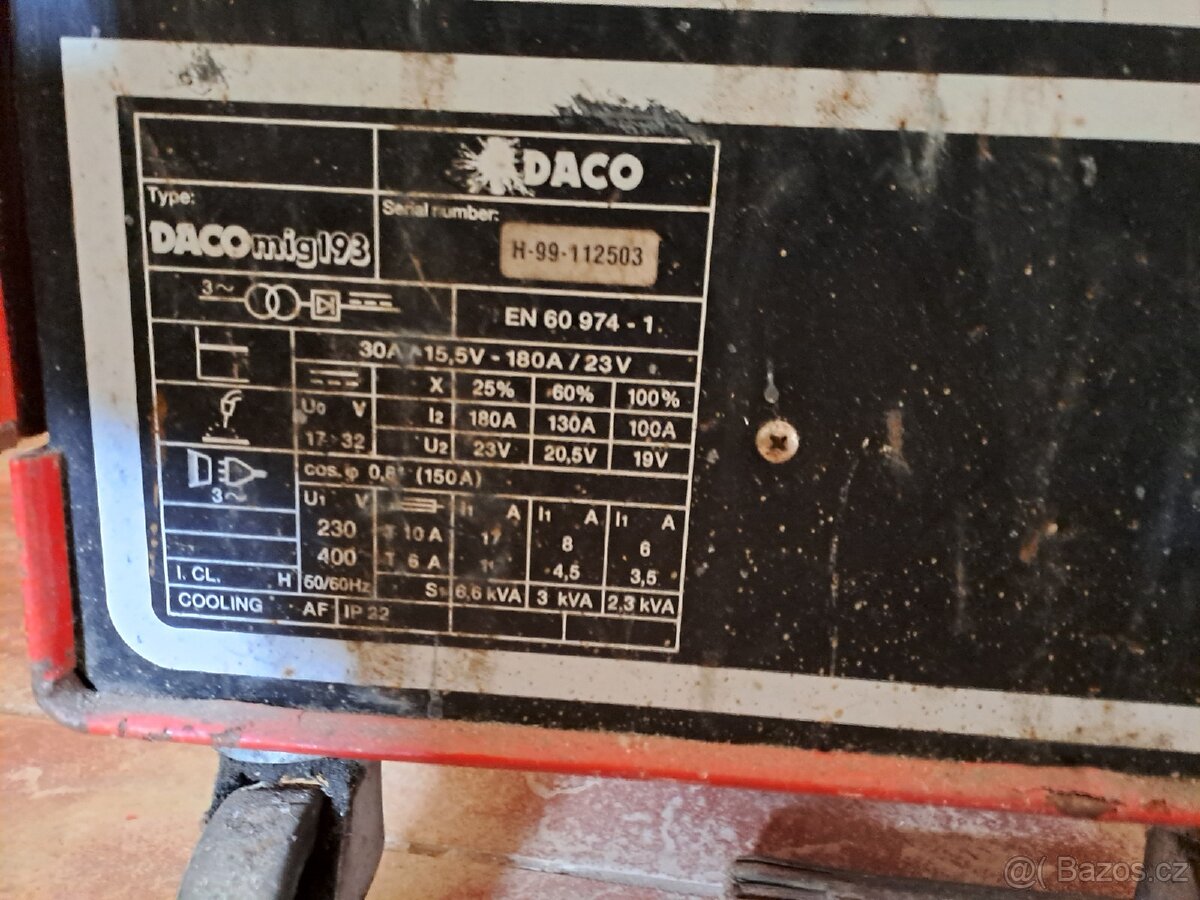 DACO
Type:
Serial number:
DACOmig193
H-99-112503
3~
EN 60 974 - 1
30A 15,5V - 180A / 23V
X 25% 60% 100%
U0 V
I2 180A 130A 100A
17 32
U2 23V 20,5V 19V
cos. φ (150A)
3~
U1 V
I1 A I1 A I1 A
230 10 A 17 8 6
400 T 6 A 4,5 3,5
I. CL. H 50/60Hz S1 6,6 kVA 3 kVA 2,3 kVA
COOLING AF IP 22
@( Bazos.cz